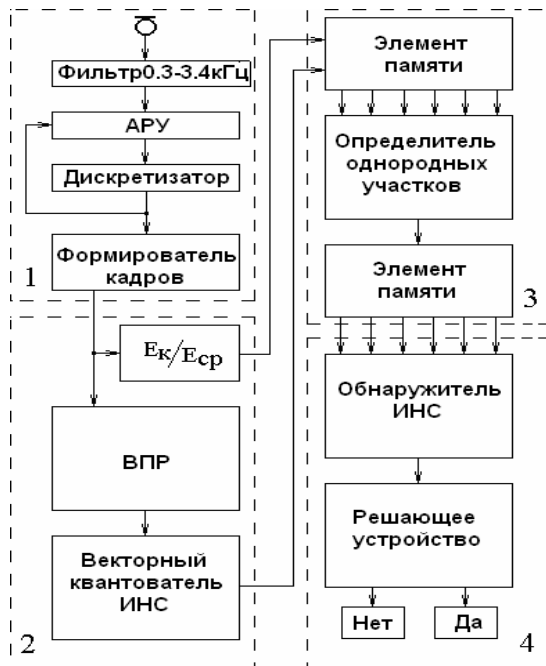 Фильтр0.3-3.4кГц
АРУ
Дискретизатор
Формирователь
кадров
1
Ек/Еср
ВПР
Векторный
квантователь
ИНС
2
Элемент
памяти
Определитель
однородных
участков
Элемент
памяти
3
Обнаружитель
ИНС
Решающее
устройство
Нет
Да
4